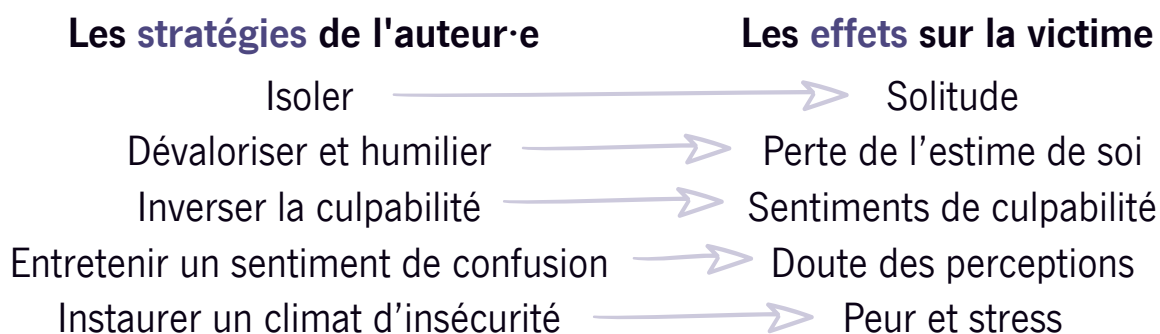 Les stratégies de l'auteur·e
Les effets sur la victime
Isoler
Solitude
Dévaloriser et humilier
Perte de l’estime de soi
Inverser la culpabilité
Sentiments de culpabilité
Entretenir un sentiment de confusion
Doute des perceptions
Instaurer un climat d’insécurité
Peur et stress